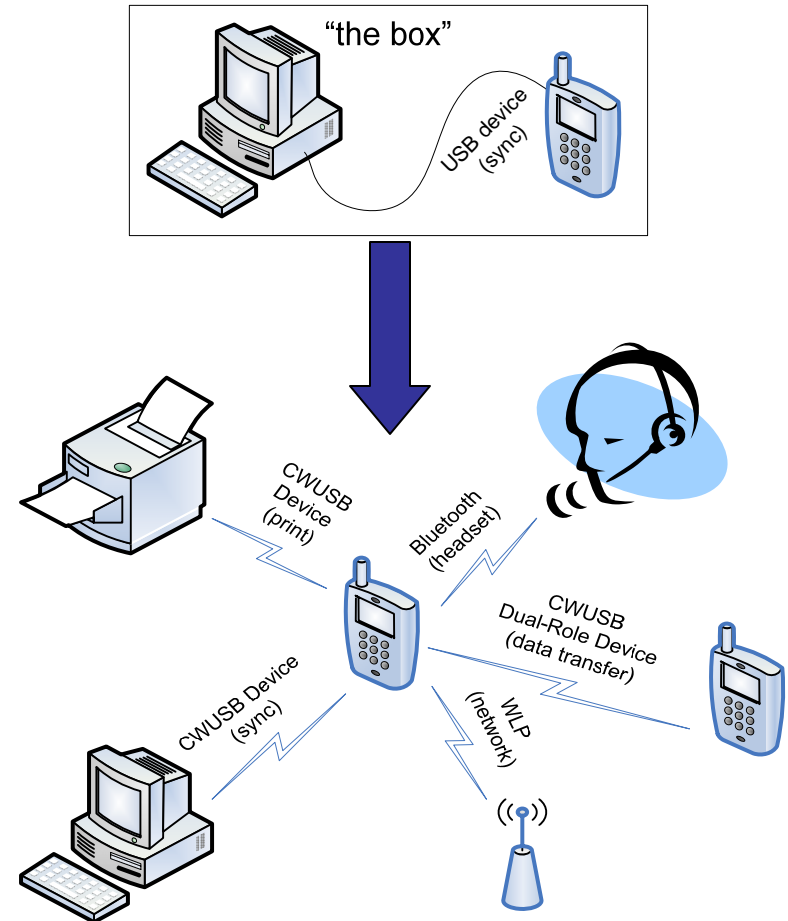 “the box”
USB device
(sync)
CWUSB
Device
(print)
Bluetooth
(headset)
CWUSB
Dual-Role Device
(data transfer)
CWUSB Device
(sync)
WLP
(network)